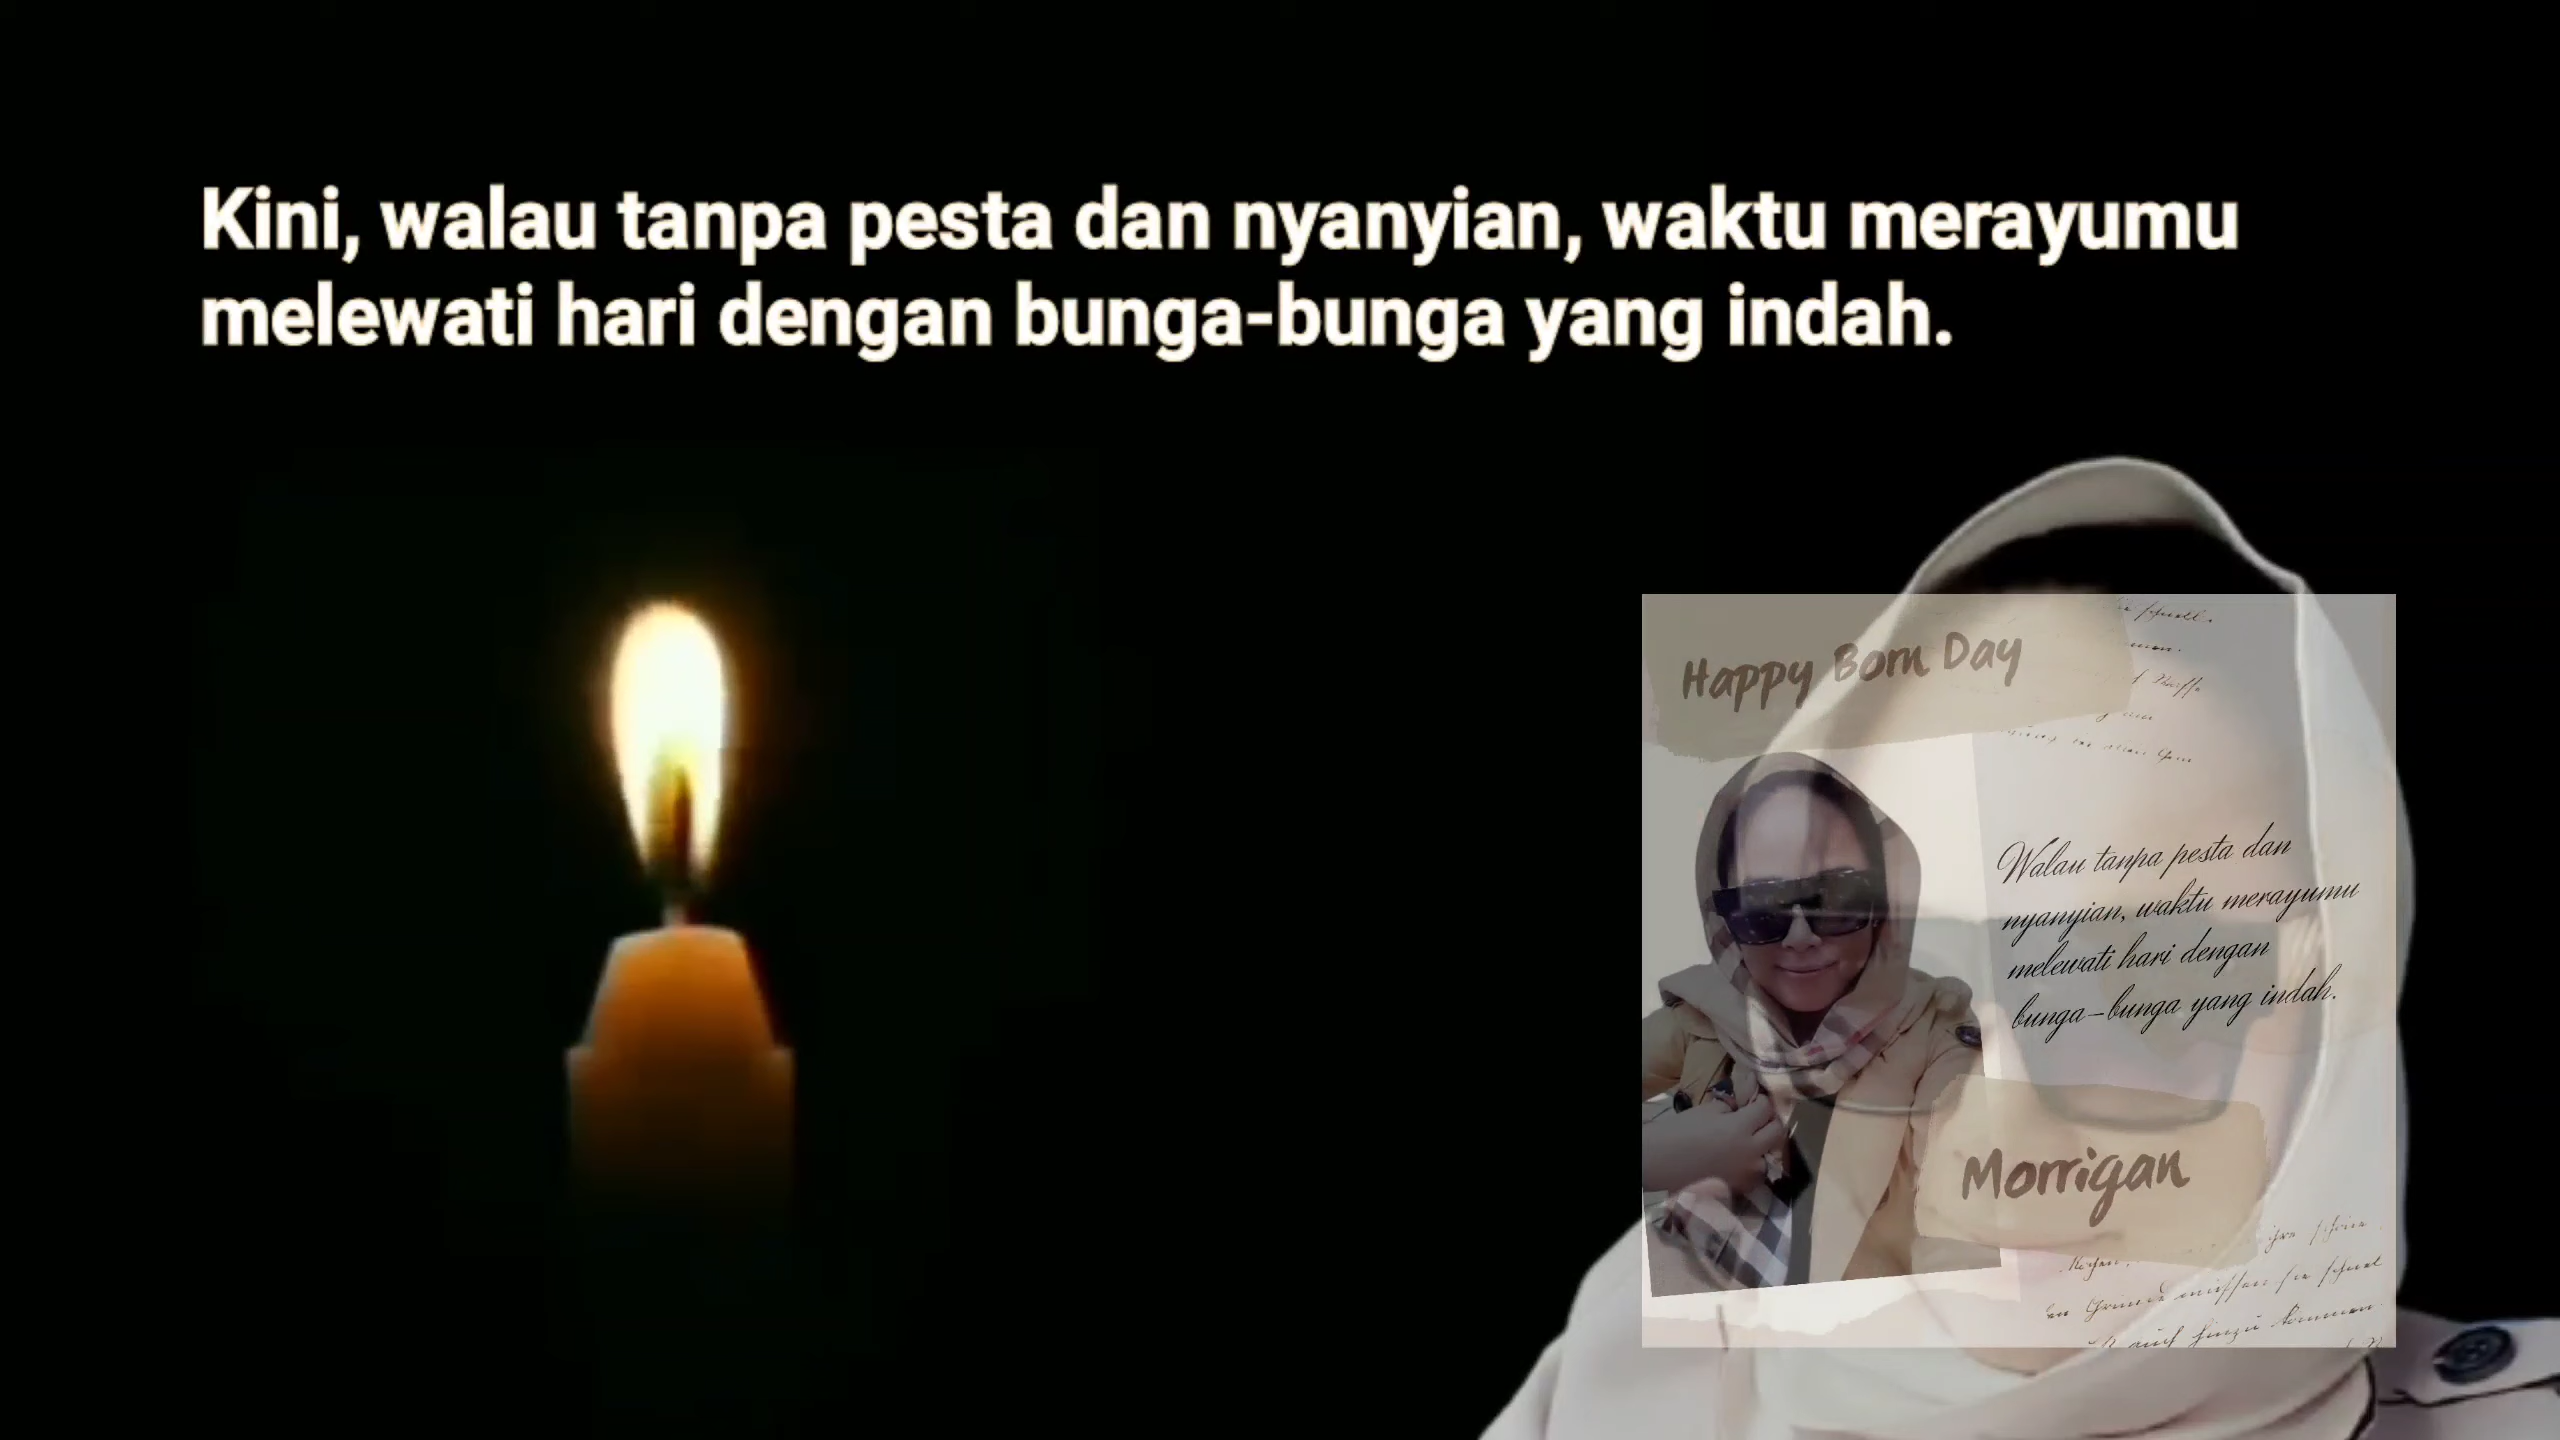 Kini, walau tanpa pesta dan nyanyian, waktu merayumu
melewati hari dengan bunga-bunga yang indah.
Happy Born Day
Walau tanpa pesta dan
nyanyian, waktu merayumu
melewati hari dengan
bunga-bunga yang indah.
Morrigan